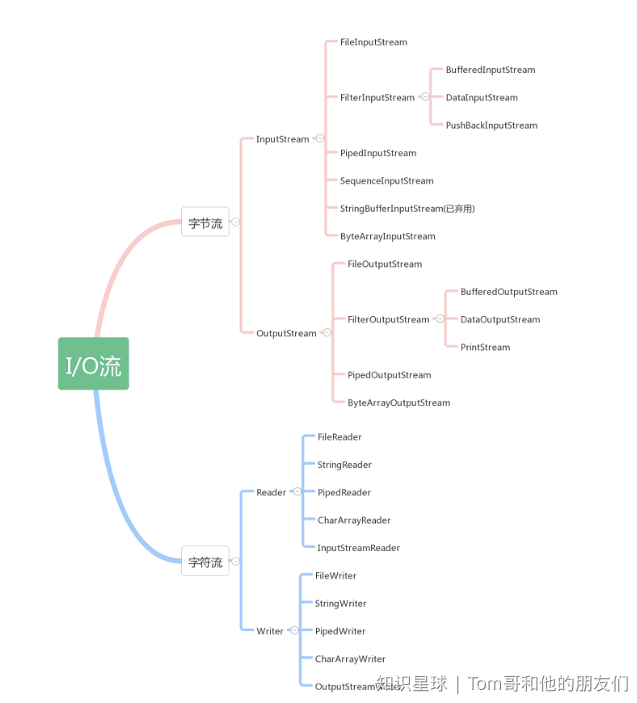 I/O流
字节流
InputStream
FileInputStream
FilterInputStream
BufferedInputStream
DataInputStream
PushBackInputStream
PipedInputStream
SequenceInputStream
StringBufferInputStream(已弃用)
ByteArrayInputStream
OutputStream
FileOutputStream
FilterOutputStream
BufferedOutputStream
DataOutputStream
PrintStream
PipedOutputStream
ByteArrayOutputStream
字符流
Reader
FileReader
StringReader
PipedReader
CharArrayReader
InputStreamReader
Writer
FileWriter
StringWriter
PipedWriter
CharArrayWriter
OutputStreamWriter
知识星球 | Tom哥和他的朋友们